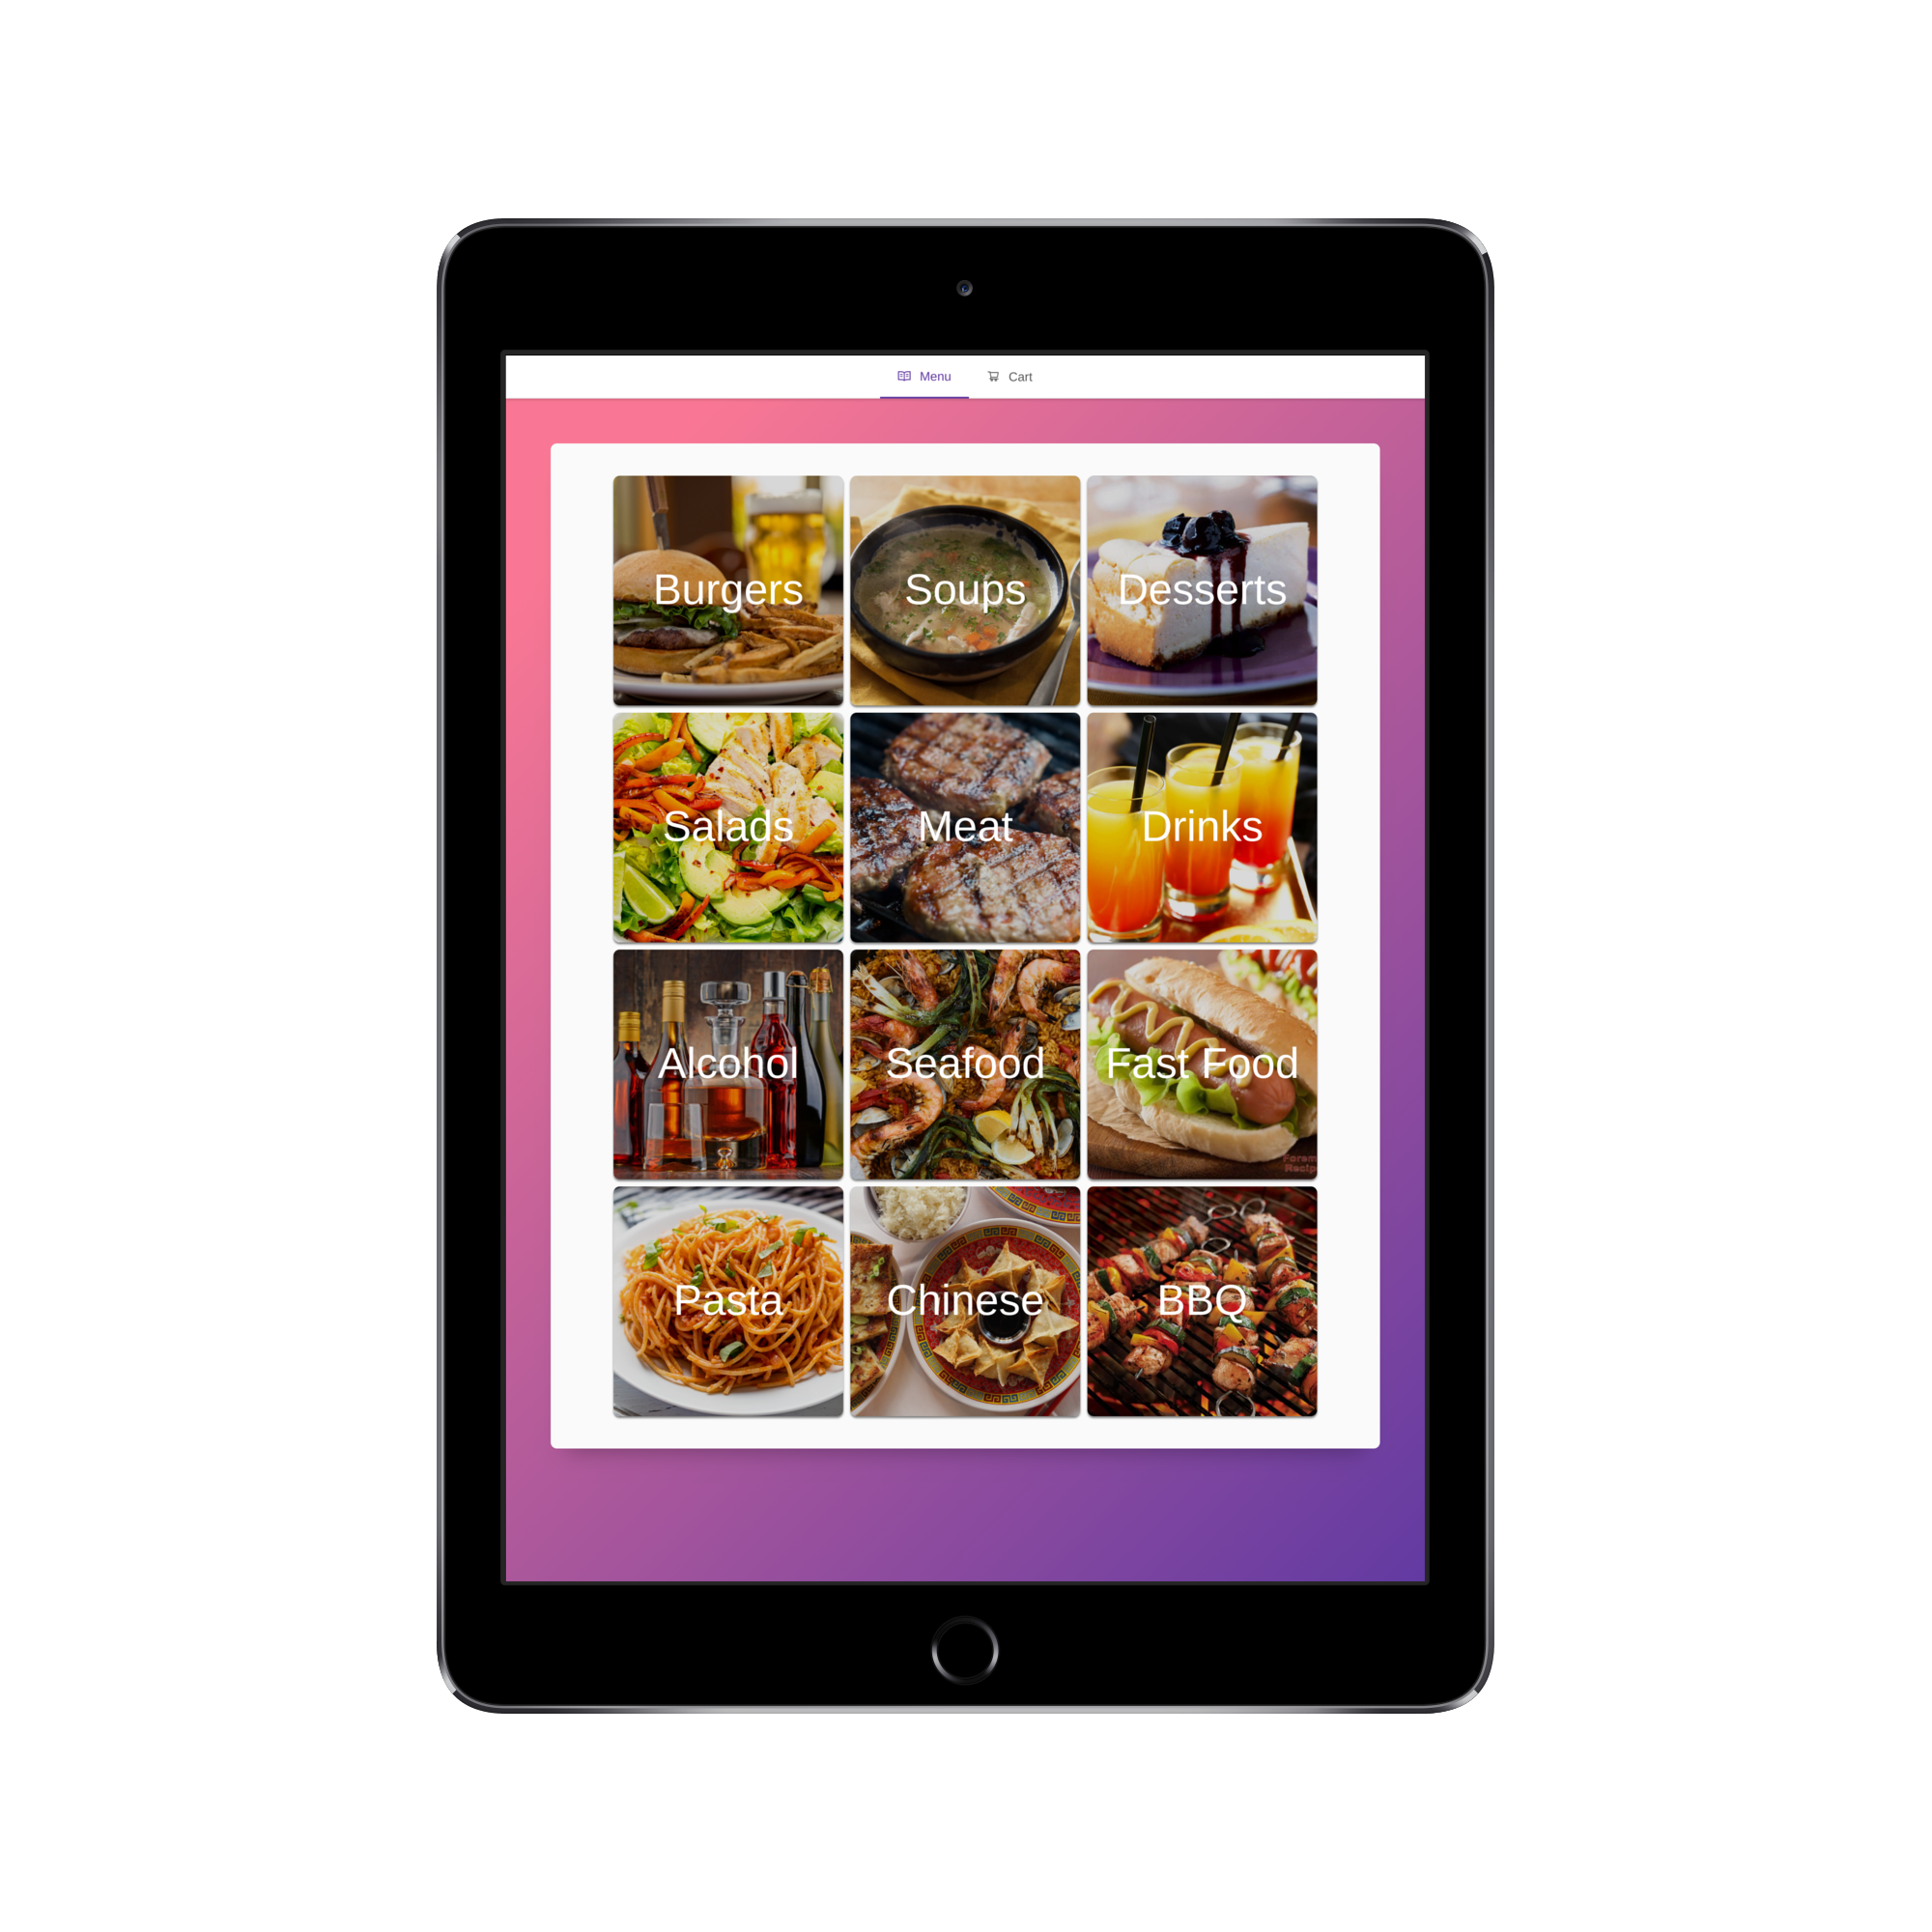 Menu Cart
Burgers Soups Desserts
Salads Meat Drinks
Alcohol Seafood Fast Food
Pasta Chinese BBQ